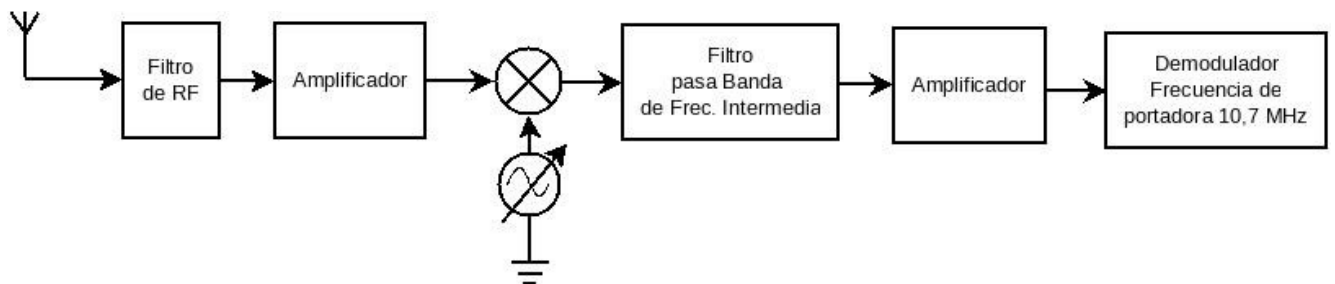 Filtro
de RF
Amplificador
Filtro
pasa Banda
de Frec. Intermedia
Amplificador
Demodulador
Frecuencia de
portadora 10,7 MHz